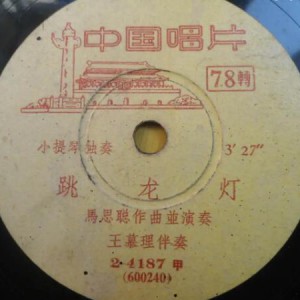 中国唱片
78轉
小提琴独奏
3' 27"
跳龙灯
馬思聪作曲並演奏
王慕理伴奏
2-4187 甲
(600240)